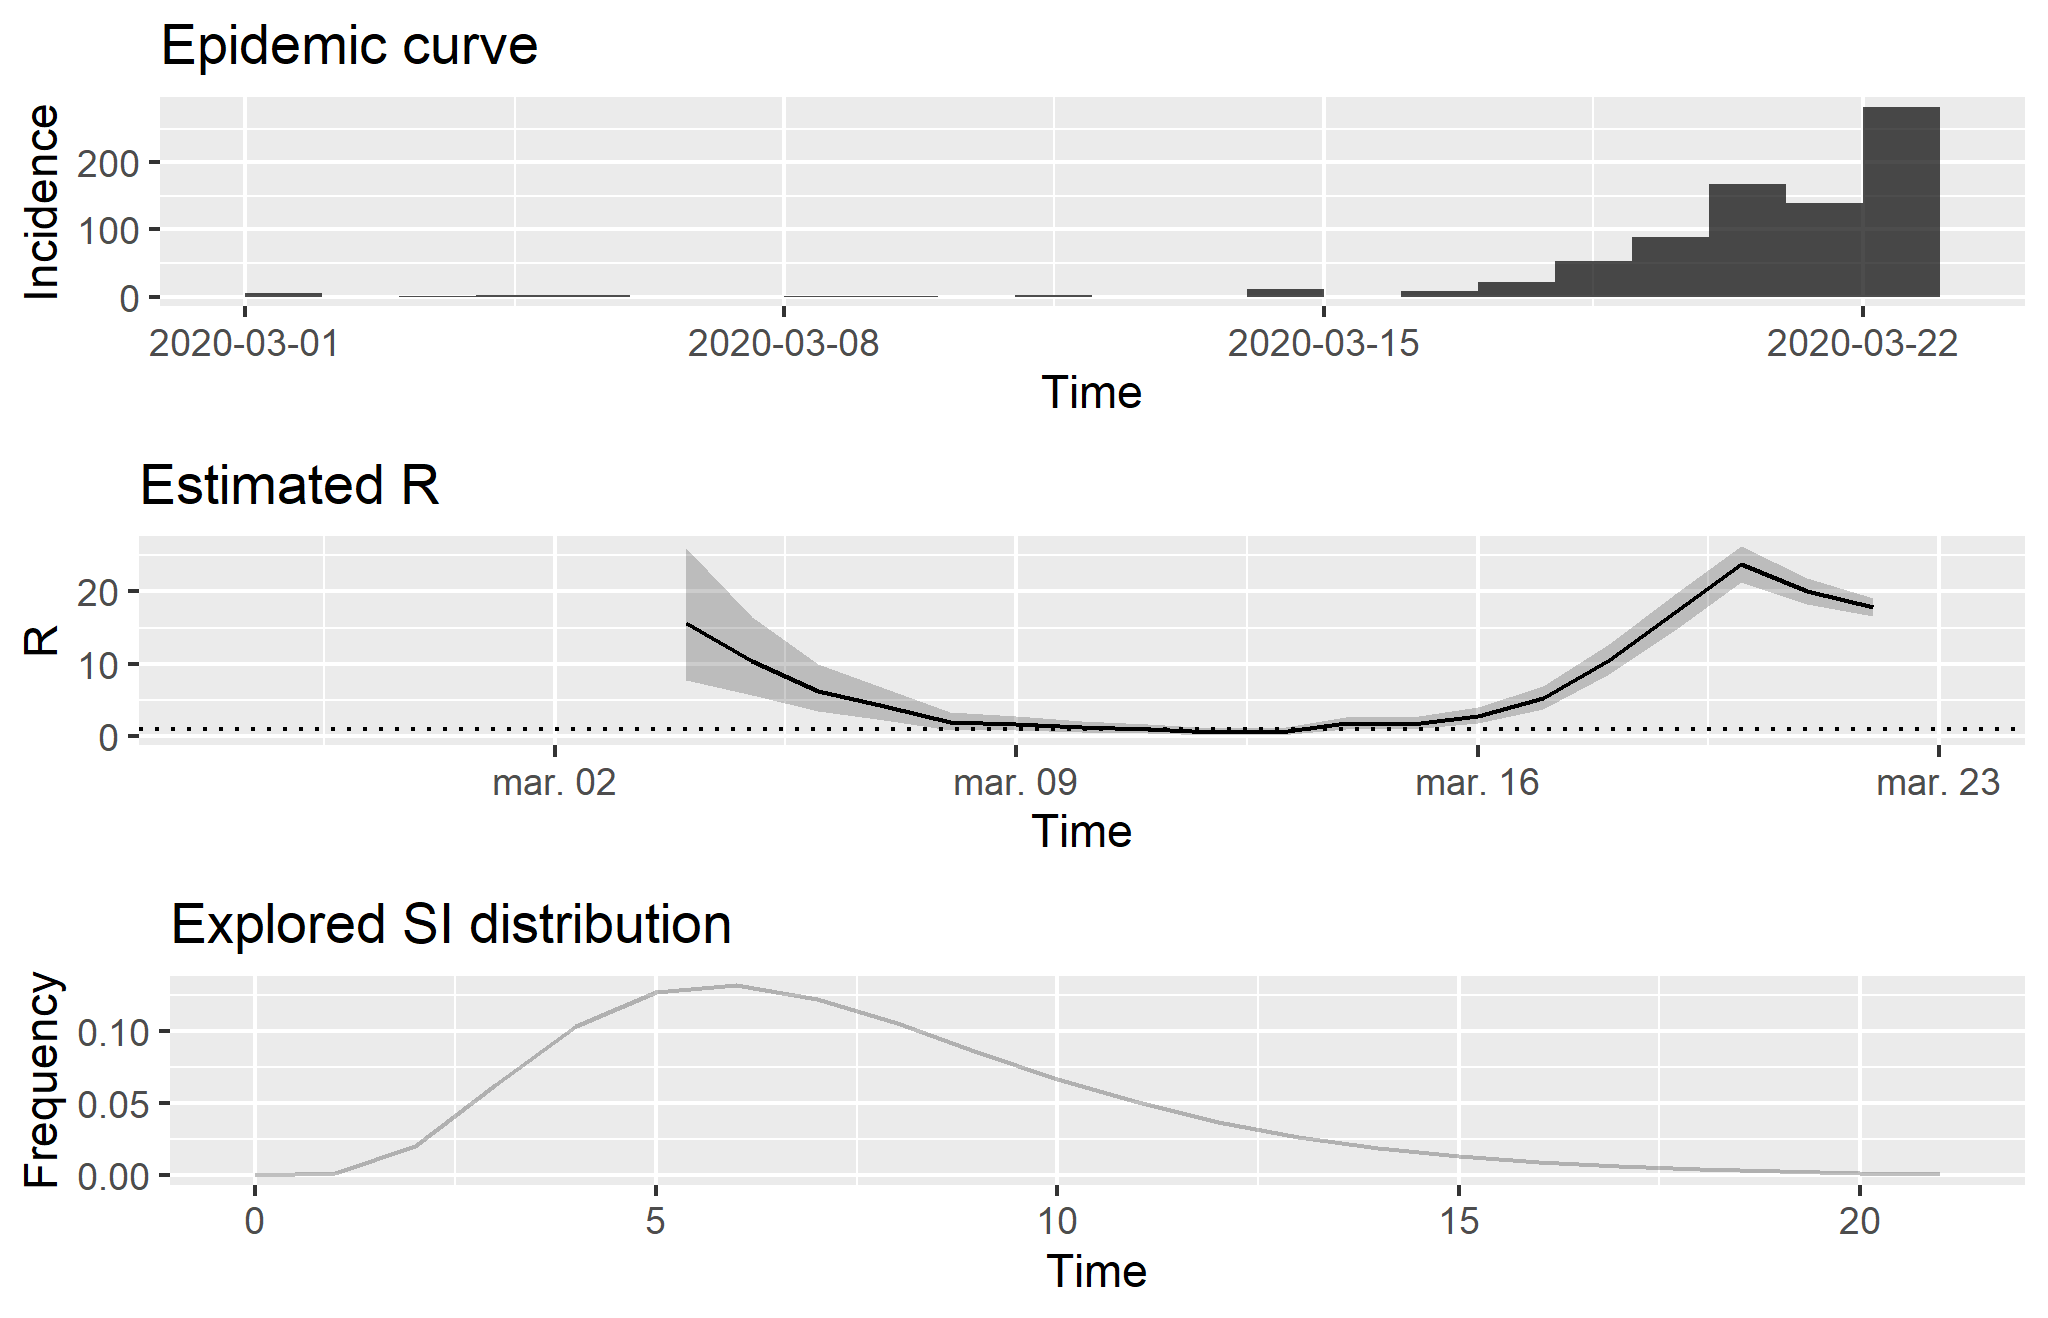 Epidemic curve
Incidence
200
100
0
2020-03-01 2020-03-08 2020-03-15 2020-03-22
Time
Estimated R
R
20
10
0
mar. 02 mar. 09 mar. 16 mar. 23
Time
Explored SI distribution
Frequency
0.10
0.05
0.00
0 5 10 15 20
Time